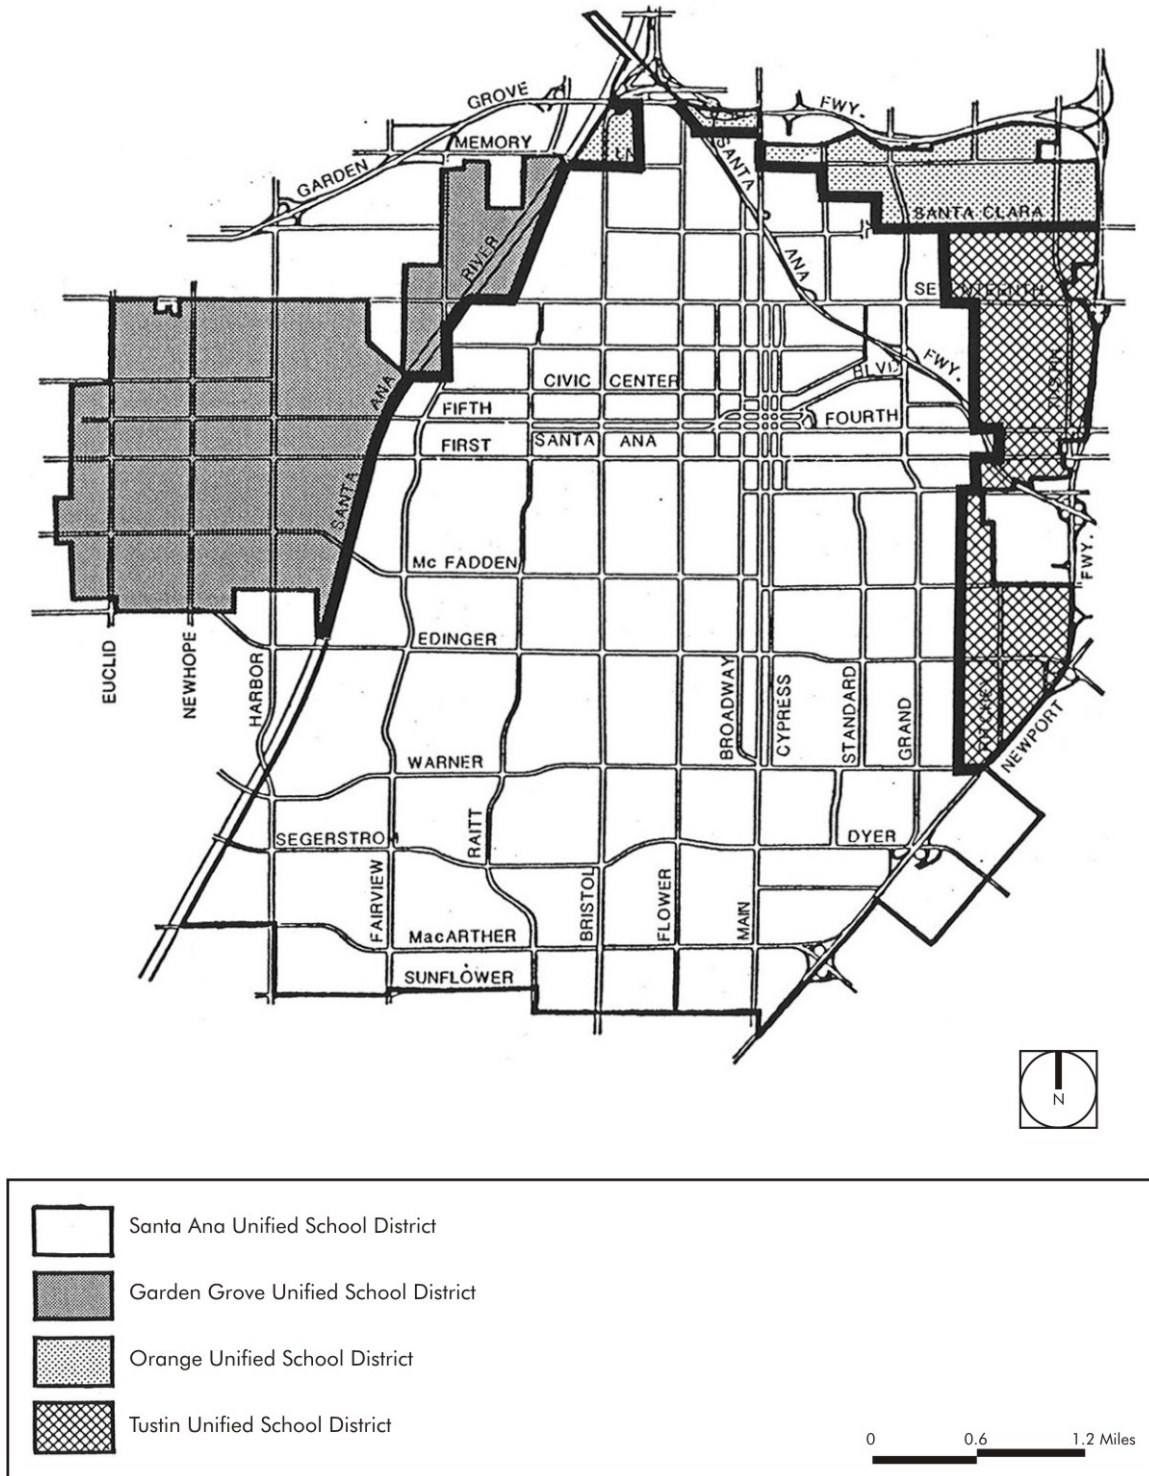 GROVE
FWY.
MEMORY
GARDEN
SANTA
SANTA CLARA
RIVER
ANA
SE
FWY.
BLVD
ANA
CIVIC CENTER
FIFTH
FOURTH
FIRST
SANTA ANA
SANTA
Mc FADDEN
FWY.
EDINGER
EUCLID
NEWHOPE
HARBOR
BROADWAY
CYPRESS
STANDARD
GRAND
NEWPORT
WARNER
SEGERSTRO
RAITT
DYER
FAIRVIEW
BRISTOL
FLOWER
MAIN
MacARTHER
SUNFLOWER
N
Santa Ana Unified School District
Garden Grove Unified School District
Orange Unified School District
Tustin Unified School District
0 0.6 1.2 Miles